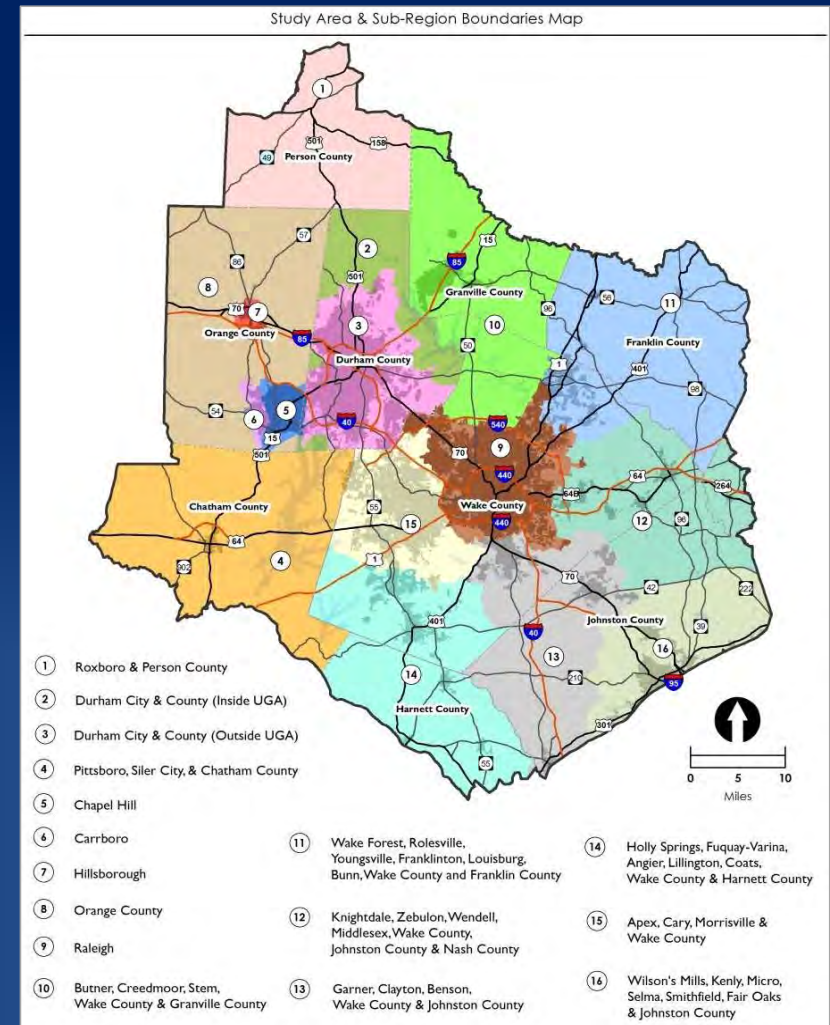 Study Area & Sub-Region Boundaries Map
1
501
158
49
Person County
57
2
15
86
85
8
501
Granville County
11
96
56
70
7
3
10
Orange County
85
Durham County
50
Franklin County
1
401
98
54
6
5
40
540
15
70
9
501
440
64
264
Chatham County
55
64B
Wake County
96
15
440
12
64
4
1
70
902
42
222
401
Johnston County
39
40
16
13
14
210
95
Harnett County
301
55
0 5 10
Miles
1 Roxboro & Person County
2 Durham City & County (Inside UGA)
3 Durham City & County (Outside UGA)
4 Pittsboro, Siler City, & Chatham County
5 Chapel Hill
6 Carrboro
7 Hillsborough
8 Orange County
9 Raleigh
10 Butner, Creedmoor, Stem,
Wake County & Granville County
11 Wake Forest, Rolesville,
Youngsville, Franklinton, Louisburg,
Bunn, Wake County and Franklin County
12 Knightdale, Zebulon, Wendell,
Middlesex, Wake County,
Johnston County & Nash County
13 Garner, Clayton, Benson,
Wake County & Johnston County
14 Holly Springs, Fuquay-Varina,
Angier, Lillington, Coats,
Wake County & Harnett County
15 Apex, Cary, Morrisville &
Wake County
16 Wilson's Mills, Kenly, Micro,
Selma, Smithfield, Fair Oaks
& Johnston County